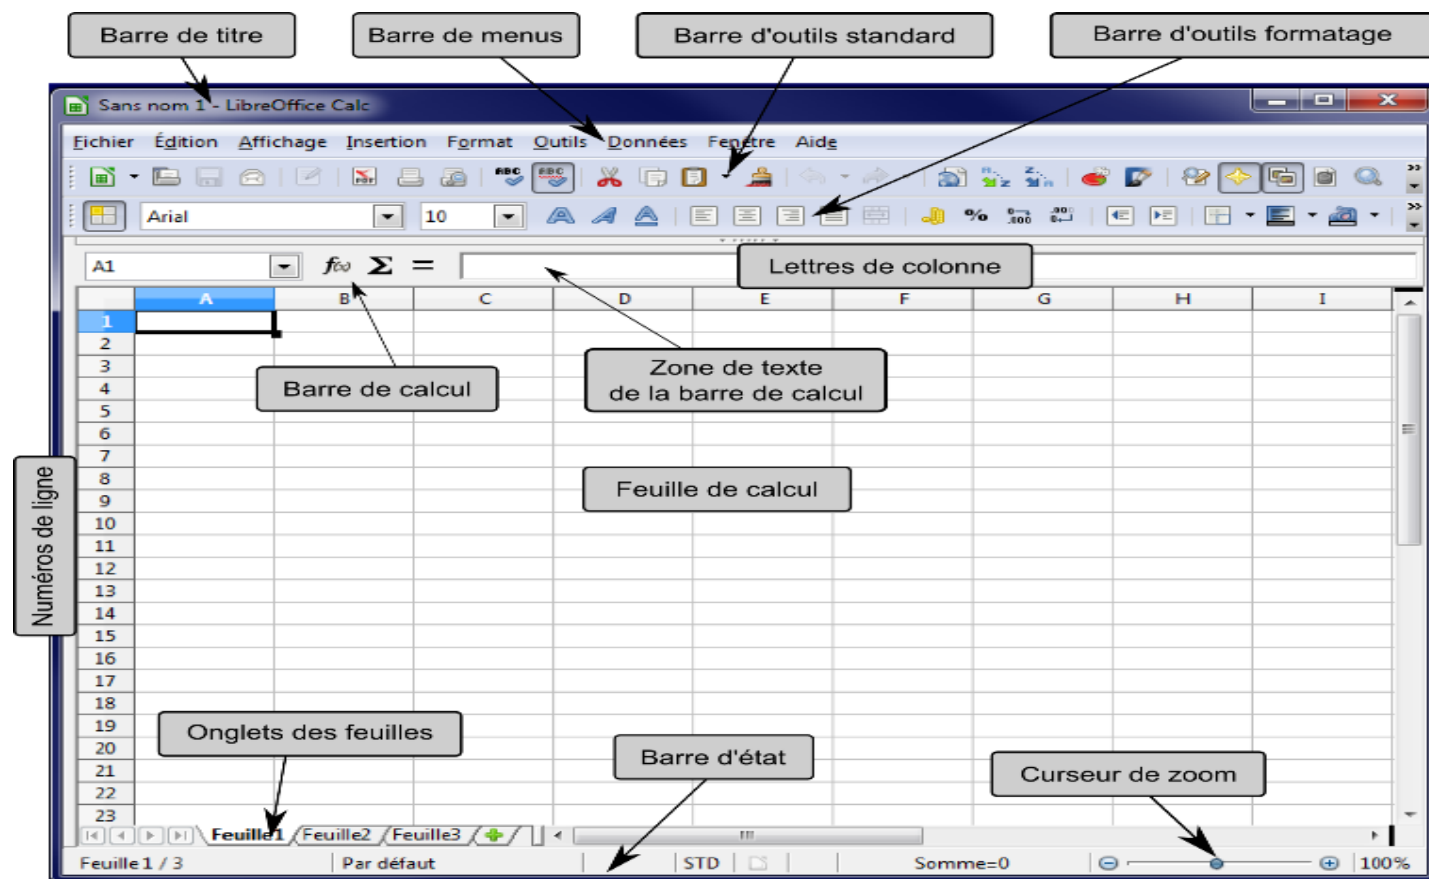 Barre de titre
Barre de menus
Barre d'outils standard
Barre d'outils formatage
Sans nom 1 - LibreOffice Calc
Fichier Édition Affichage Insertion Format Outils Données Fenêtre Aide
Arial 10
A1
Lettres de colonne
A B C D E F G H I
1
2
3
4
5
6
7
8
9
10
11
12
13
14
15
16
17
18
19
20
21
22
23
Zone de texte
de la barre de calcul
Barre de calcul
Feuille de calcul
Numéros de ligne
Onglets des feuilles
Barre d'état
Curseur de zoom
Feuille1 Feuille2 Feuille3
Feuille 1 / 3 Par défaut STD Somme=0 100%